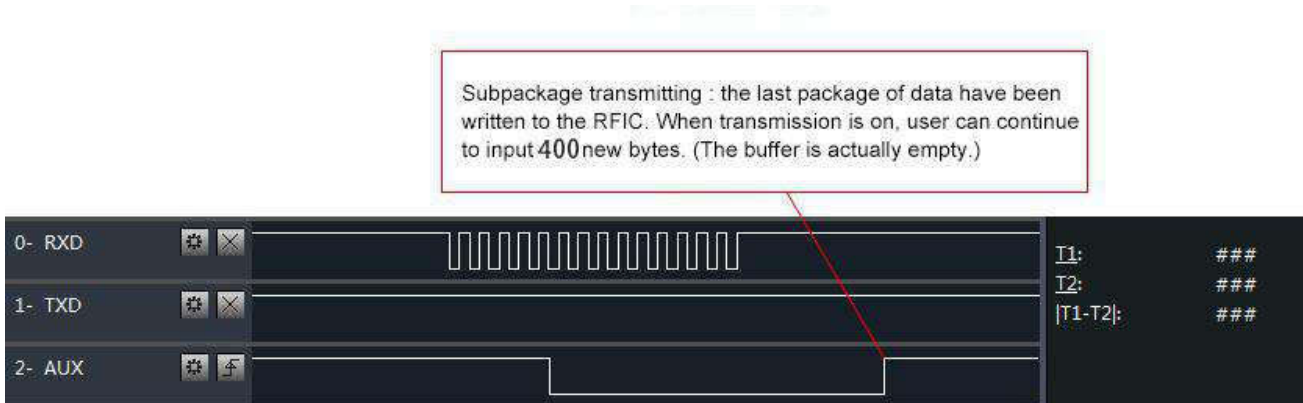 Subpackage transmitting : the last package of data have been
written to the RFIC. When transmission is on, user can continue
to input 400 new bytes. (The buffer is actually empty.)
0- RXD
T1: ###
1- TXD
T2: ###
|T1-T2|: ###
2- AUX